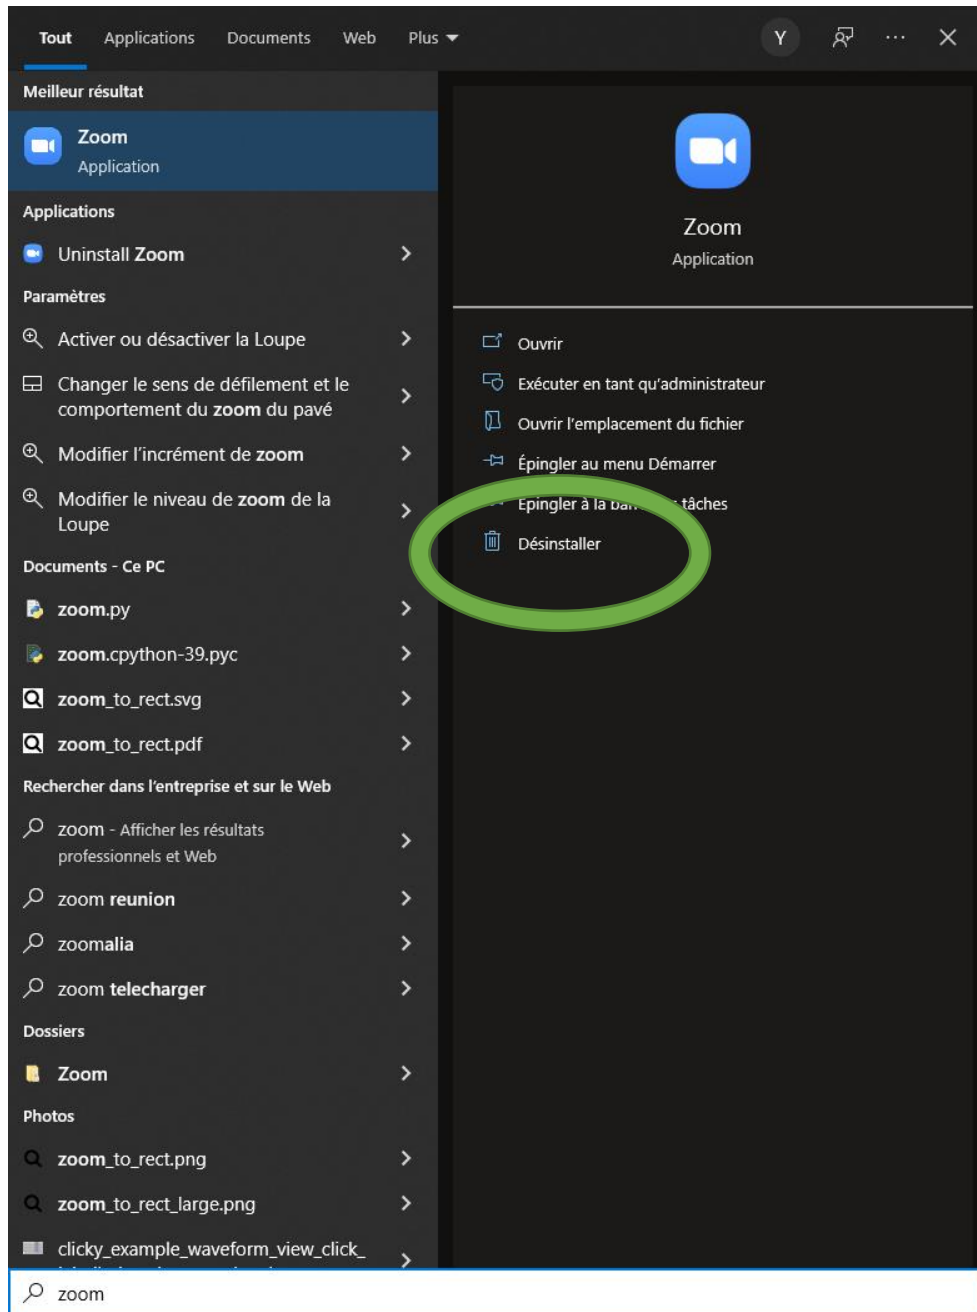 Tout Applications Documents Web Plus Y
Meilleur résultat
Zoom
Application
Applications
Uninstall Zoom
Paramètres
Activer ou désactiver la Loupe
Changer le sens de défilement et le
comportement du zoom du pavé
Modifier l'incrément de zoom
Modifier le niveau de zoom de la
Loupe
Documents - Ce PC
zoom.py
zoom.cpython-39.pyc
zoom_to_rect.svg
zoom_to_rect.pdf
Rechercher dans l'entreprise et sur le Web
zoom - Afficher les résultats
professionnels et Web
zoom reunion
zoomalia
zoom telecharger
Dossiers
Zoom
Photos
zoom_to_rect.png
zoom_to_rect_large.png
clicky_example_waveform_view_click_
Zoom
Application
Ouvrir
Exécuter en tant qu'administrateur
Ouvrir l'emplacement du fichier
Épingler au menu Démarrer
Épingler à la tâches
Désinstaller
zoom